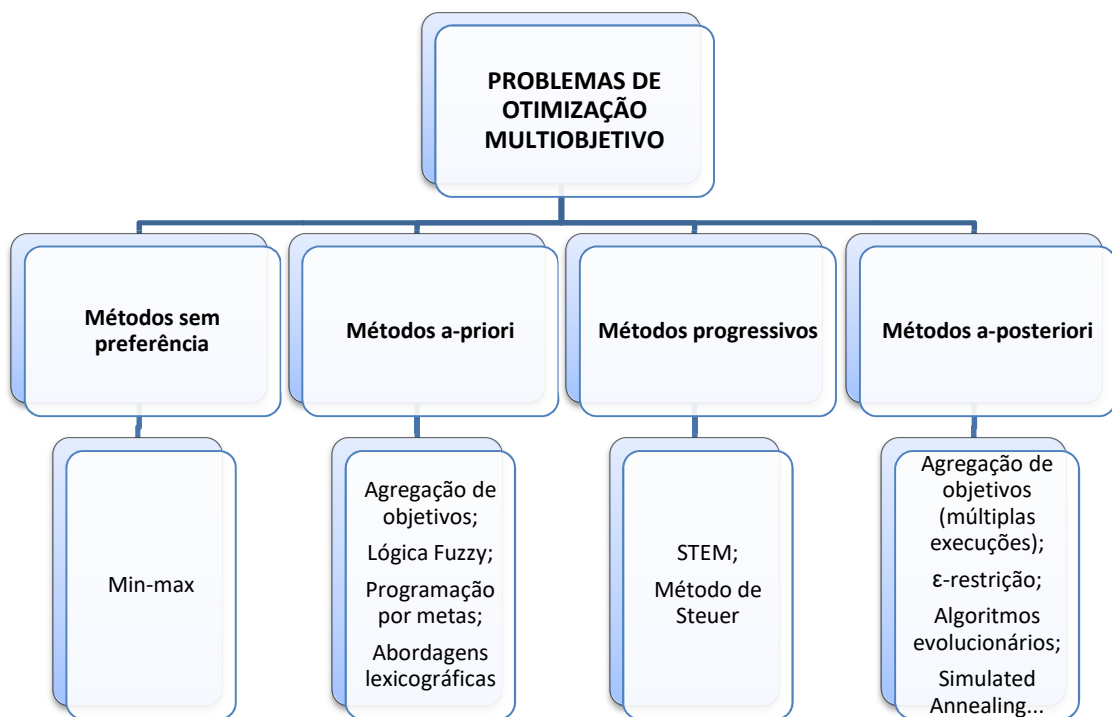 PROBLEMAS DE
OTIMIZAÇÃO
MULTIOBJETIVO
Métodos sem
preferência
Métodos a-priori
Métodos progressivos
Métodos a-posteriori
Min-max
Agregação de
objetivos;
Lógica Fuzzy;
Programação
por metas;
Abordagens
lexicográficas
STEM;
Método de
Steuer
Agregação de
objetivos
(múltiplas
execuções);
ε-restrição;
Algoritmos
evolucionários;
Simulated
Annealing...